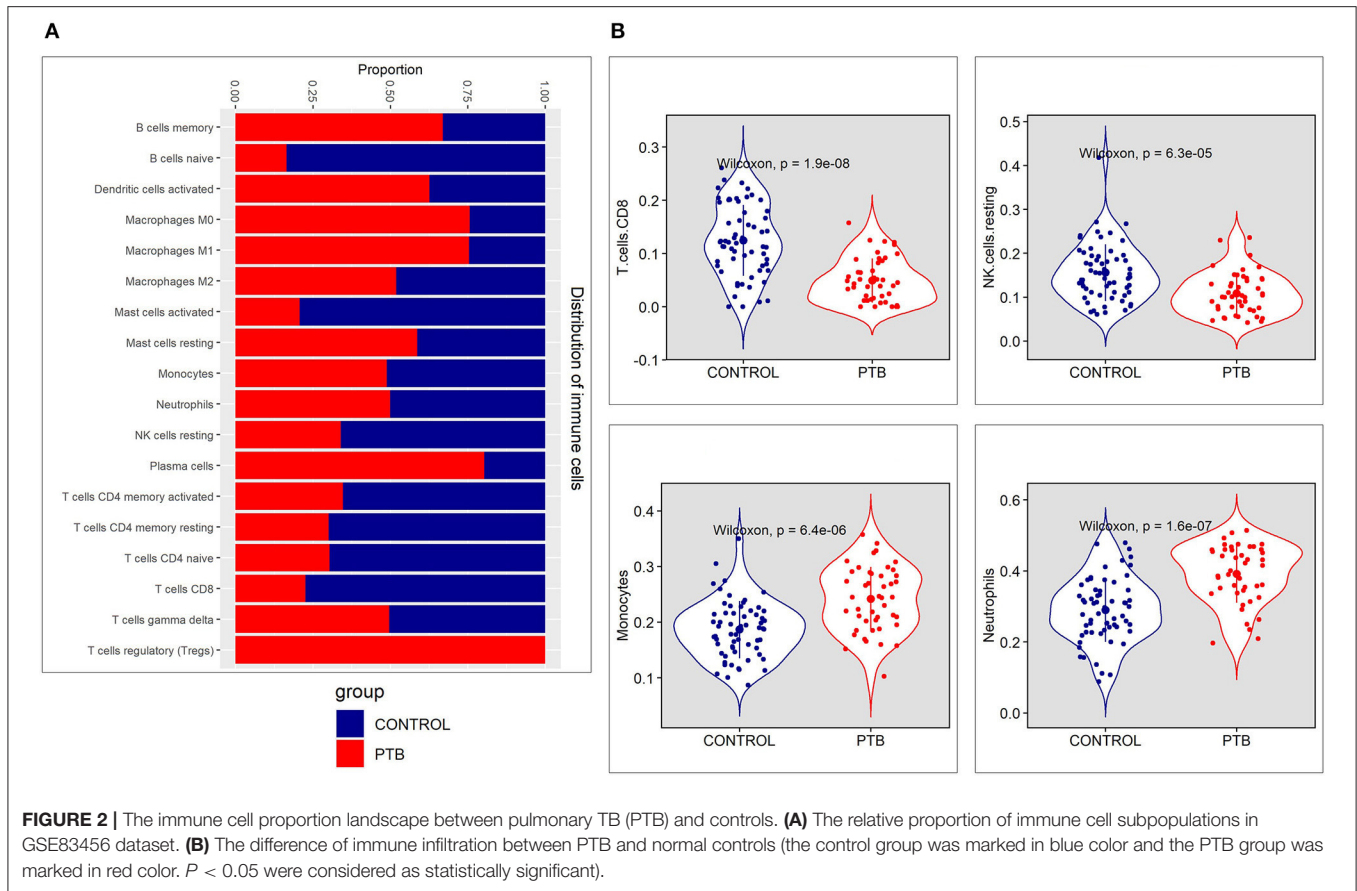 A
Proportion
0.00
0.25
0.50
0.75
1.00
B cells memory
B cells naive
Dendritic cells activated
Macrophages M0
Macrophages M1
Macrophages M2
Mast cells activated
Mast cells resting
Monocytes
Neutrophils
NK cells resting
Plasma cells
T cells CD4 memory activated
T cells CD4 memory resting
T cells CD4 naive
T cells CD8
T cells gamma delta
T cells regulatory (Tregs)
Distribution of immune cells
group
CONTROL
PTB
B
T.cells.CD8
0.3
0.2
0.1
0.0
-0.1
Wilcoxon, p = 1.9e-08
CONTROL
PTB
NK.cells.resting
0.5
0.4
0.3
0.2
0.1
0.0
Wilcoxon, p = 6.3e-05
CONTROL
PTB
Monocytes
0.4
0.3
0.2
0.1
Wilcoxon, p = 6.4e-06
CONTROL
PTB
Neutrophils
0.6
0.4
0.2
0.0
Wilcoxon, p = 1.6e-07
CONTROL
PTB
FIGURE 2 | The immune cell proportion landscape between pulmonary TB (PTB) and controls. (A) The relative proportion of immune cell subpopulations in
GSE83456 dataset. (B) The difference of immune infiltration between PTB and normal controls (the control group was marked in blue color and the PTB group was
marked in red color. P < 0.05 were considered as statistically significant).